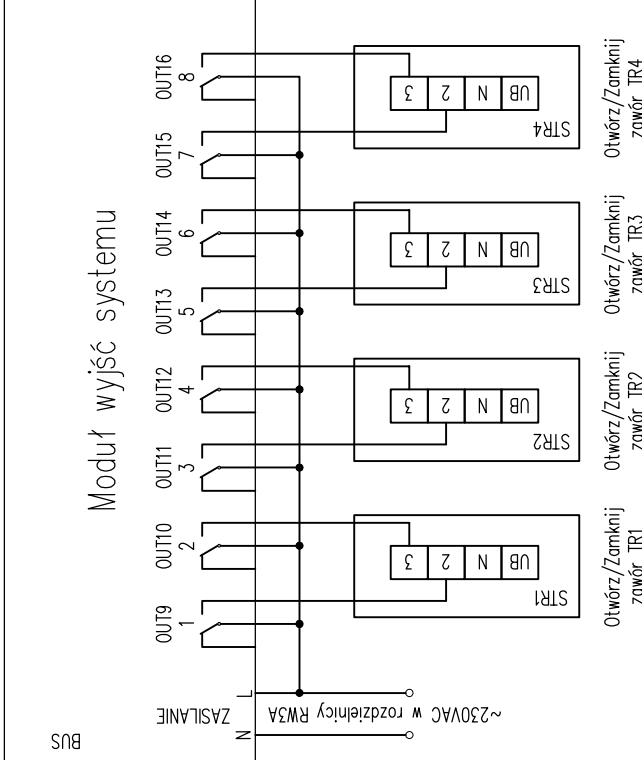 Moduł wyjść systemu
BUS
ZASILANIE
N
L
~230VAC w rozdzielnicy RW3A
OUT9
1
OUT10
2
OUT11
3
OUT12
4
OUT13
5
OUT14
6
OUT15
7
OUT16
8
STR1
3 2 N UB
Otwórz/Zamknij
zawór TR1
STR2
3 2 N UB
Otwórz/Zamknij
zawór TR2
STR3
3 2 N UB
Otwórz/Zamknij
zawór TR3
STR4
3 2 N UB
Otwórz/Zamknij
zawór TR4